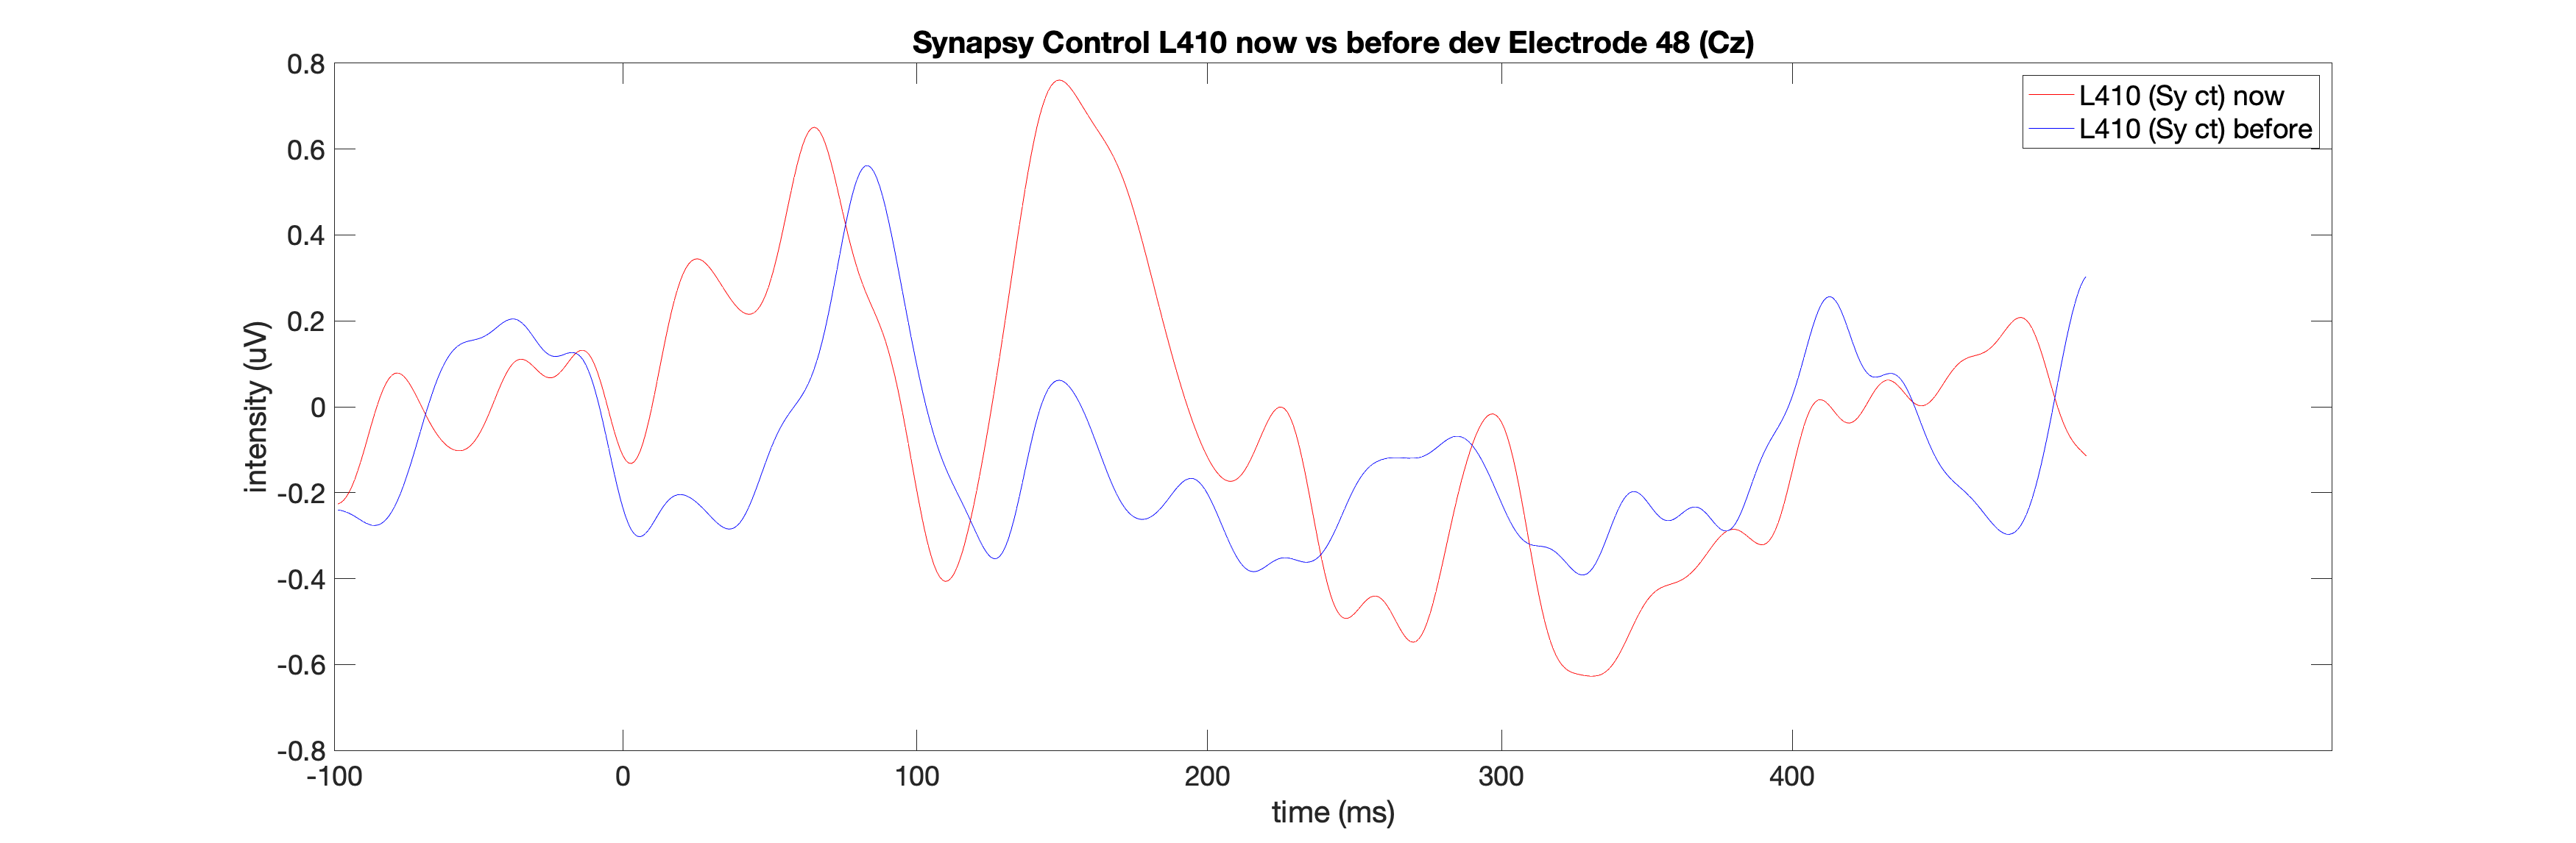 Synapsy Control L410 now vs before dev Electrode 48 (Cz)
L410 (Sy ct) now
L410 (Sy ct) before
intensity (uV)
0.8
0.6
0.4
0.2
0
-0.2
-0.4
-0.6
-0.8
-100 0 100 200 300 400
time (ms)